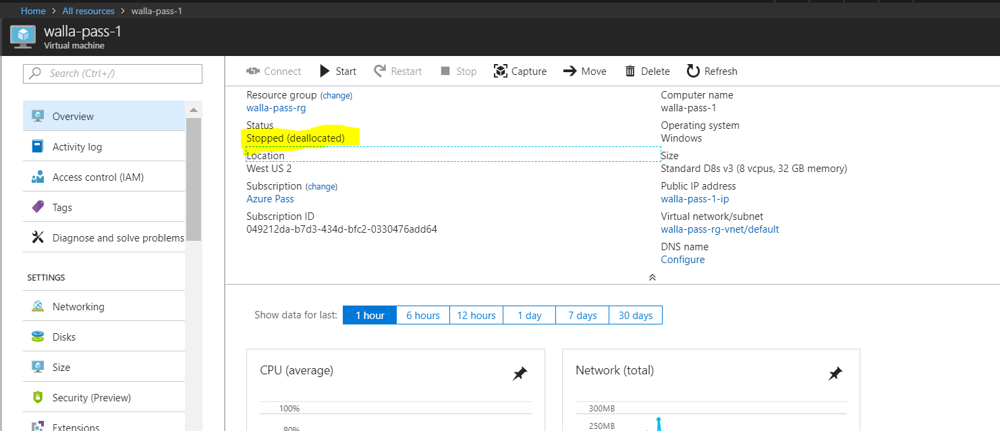 Home > All resources > walla-pass-1
walla-pass-1
Virtual machine
Search (Ctrl+/)
Overview
Activity log
Access control (IAM)
Tags
Diagnose and solve problems
SETTINGS
Networking
Disks
Size
Security (Preview)
Extensions
Connect Start Restart Stop Capture Move Delete Refresh
Resource group (change)
walla-pass-rg
Status
Stopped (deallocated)
Location
West US 2
Subscription (change)
Azure Pass
Subscription ID
049212da-b7d3-434d-bfc2-0330476add64
Computer name
walla-pass-1
Operating system
Windows
Size
Standard D8s v3 (8 vcpus, 32 GB memory)
Public IP address
walla-pass-1-ip
Virtual network/subnet
walla-pass-rg-vnet/default
DNS name
Configure
Show data for last: 1 hour 6 hours 12 hours 1 day 7 days 30 days
CPU (average)
100%
80%
Network (total)
300MB
250MB